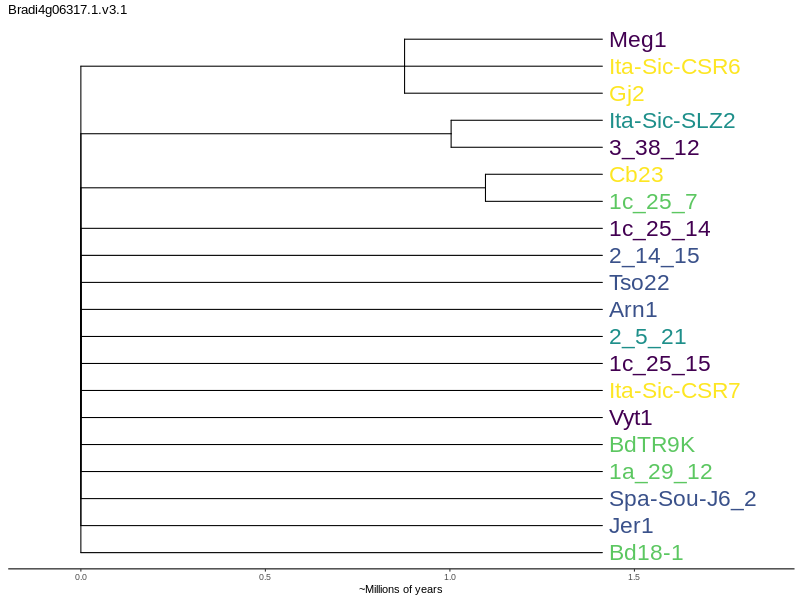 Bradi4g06317.1.v3.1
Meg1
Ita-Sic-CSR6
Gj2
Ita-Sic-SLZ2
3_38_12
Cb23
1c_25_7
1c_25_14
2_14_15
Tso22
Arn1
2_5_21
1c_25_15
Ita-Sic-CSR7
Vyt1
BdTR9K
1a_29_12
Spa-Sou-J6_2
Jer1
Bd18-1
0.0 0.5 1.0 1.5
~Millions of years